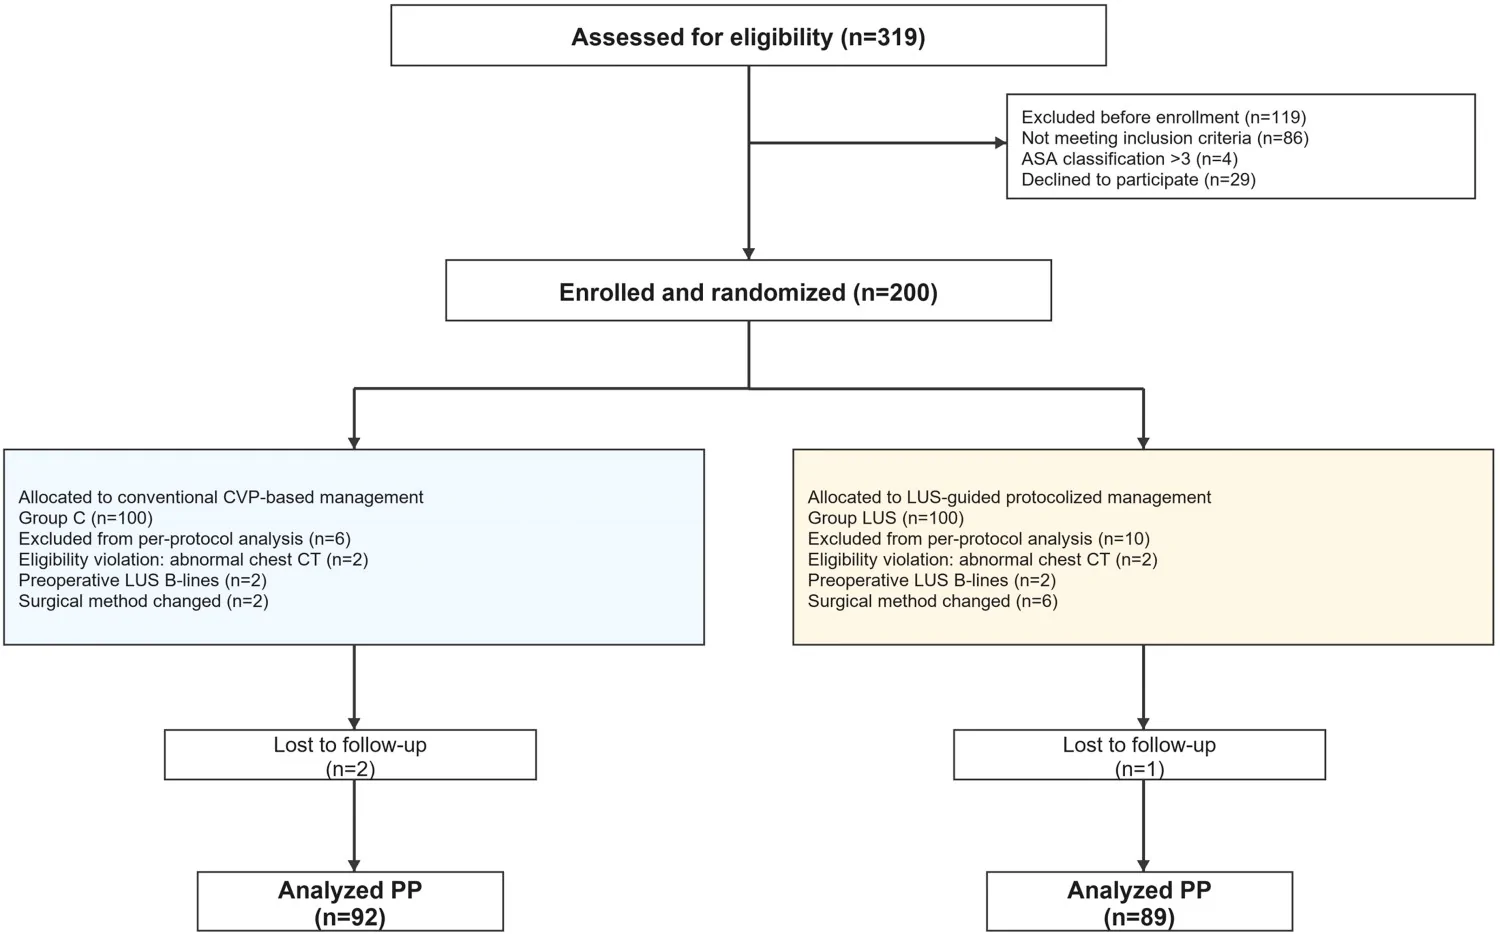 Assessed for eligibility (n=319)
Excluded before enrollment (n=119)
Not meeting inclusion criteria (n=86)
ASA classification >3 (n=4)
Declined to participate (n=29)
Enrolled and randomized (n=200)
Allocated to conventional CVP-based management
Group C (n=100)
Excluded from per-protocol analysis (n=6)
Eligibility violation: abnormal chest CT (n=2)
Preoperative LUS B-lines (n=2)
Surgical method changed (n=2)
Allocated to LUS-guided protocolized management
Group LUS (n=100)
Excluded from per-protocol analysis (n=10)
Eligibility violation: abnormal chest CT (n=2)
Preoperative LUS B-lines (n=2)
Surgical method changed (n=6)
Lost to follow-up
(n=2)
Lost to follow-up
(n=1)
Analyzed PP
(n=92)
Analyzed PP
(n=89)